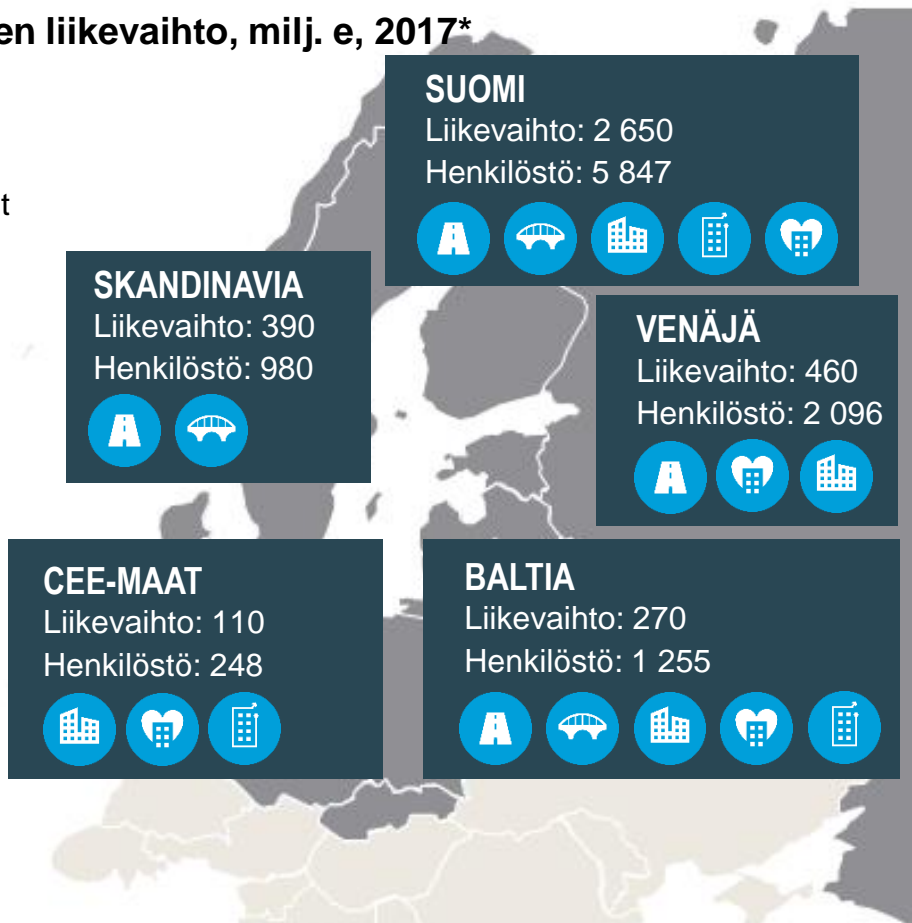 en liikevaihto, milj. e, 2017*
SUOMI
Liikevaihto: 2 650
Henkilöstö: 5 847
t
SKANDINAVIA
Liikevaihto: 390
Henkilöstö: 980
VENÄJÄ
Liikevaihto: 460
Henkilöstö: 2 096
CEE-MAAT
Liikevaihto: 110
Henkilöstö: 248
BALTIA
Liikevaihto: 270
Henkilöstö: 1 255